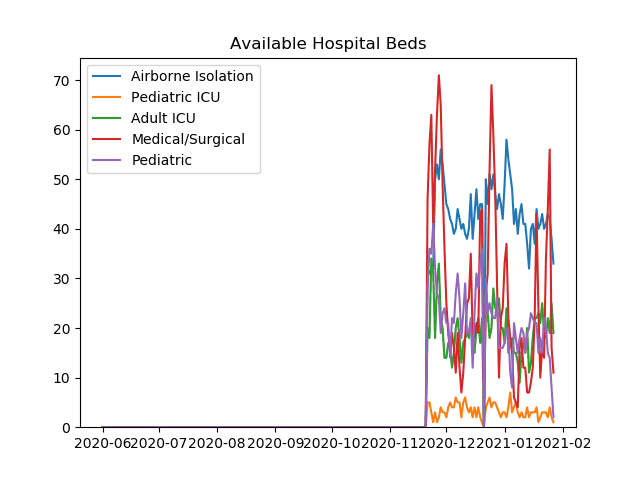 Available Hospital Beds
Airborne Isolation
Pediatric ICU
Adult ICU
Medical/Surgical
Pediatric
70
60
50
40
30
20
10
0
2020-06 2020-07 2020-08 2020-09 2020-10 2020-11 2020-12 2021-01 2021-02